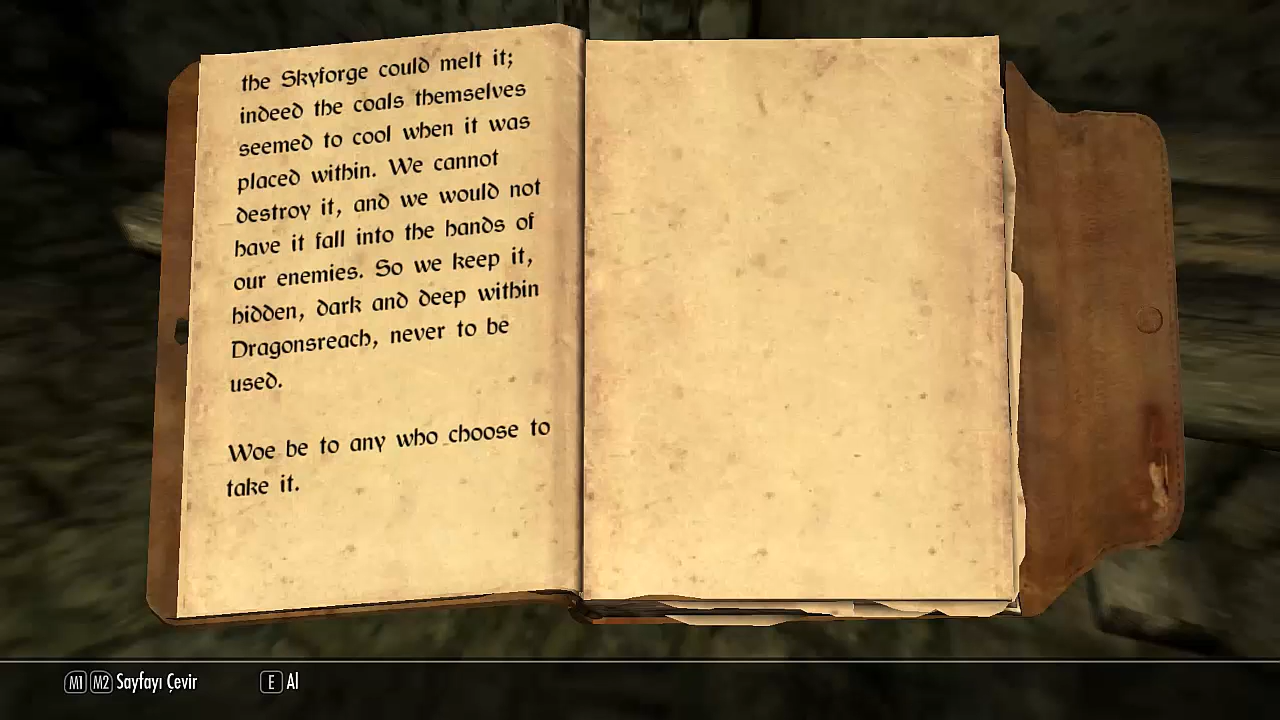 the Skyforge could melt it;
indeed the coals themselves
seemed to cool when it was
placed within. We cannot
destroy it, and we would not
have it fall into the hands of
our enemies. So we keep it,
hidden, dark and deep within
Dragonsreach, never to be
used.
Woe be to any who choose to
take it.
M1 M2 Sayfayı Çevir E Al